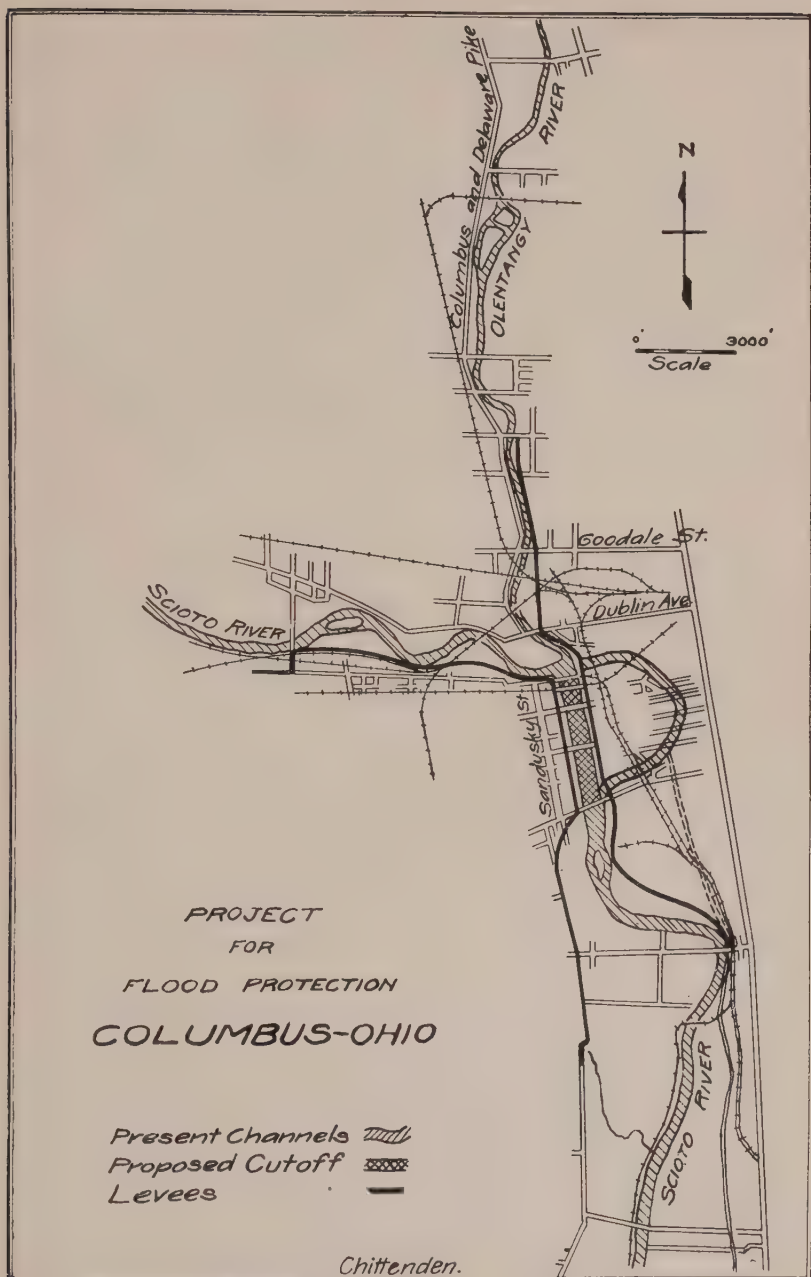 Columbus and Delaware Pike
RIVER
OLENTANGY
N
0' 3000'
Scale
Goodale St.
Dublin Ave
SCIOTO RIVER
Sandysky St.
PROJECT
FOR
FLOOD PROTECTION
COLUMBUS-OHIO
SCIOTO RIVER
Present Channels
Proposed Cutoff
Levees
Chittenden.